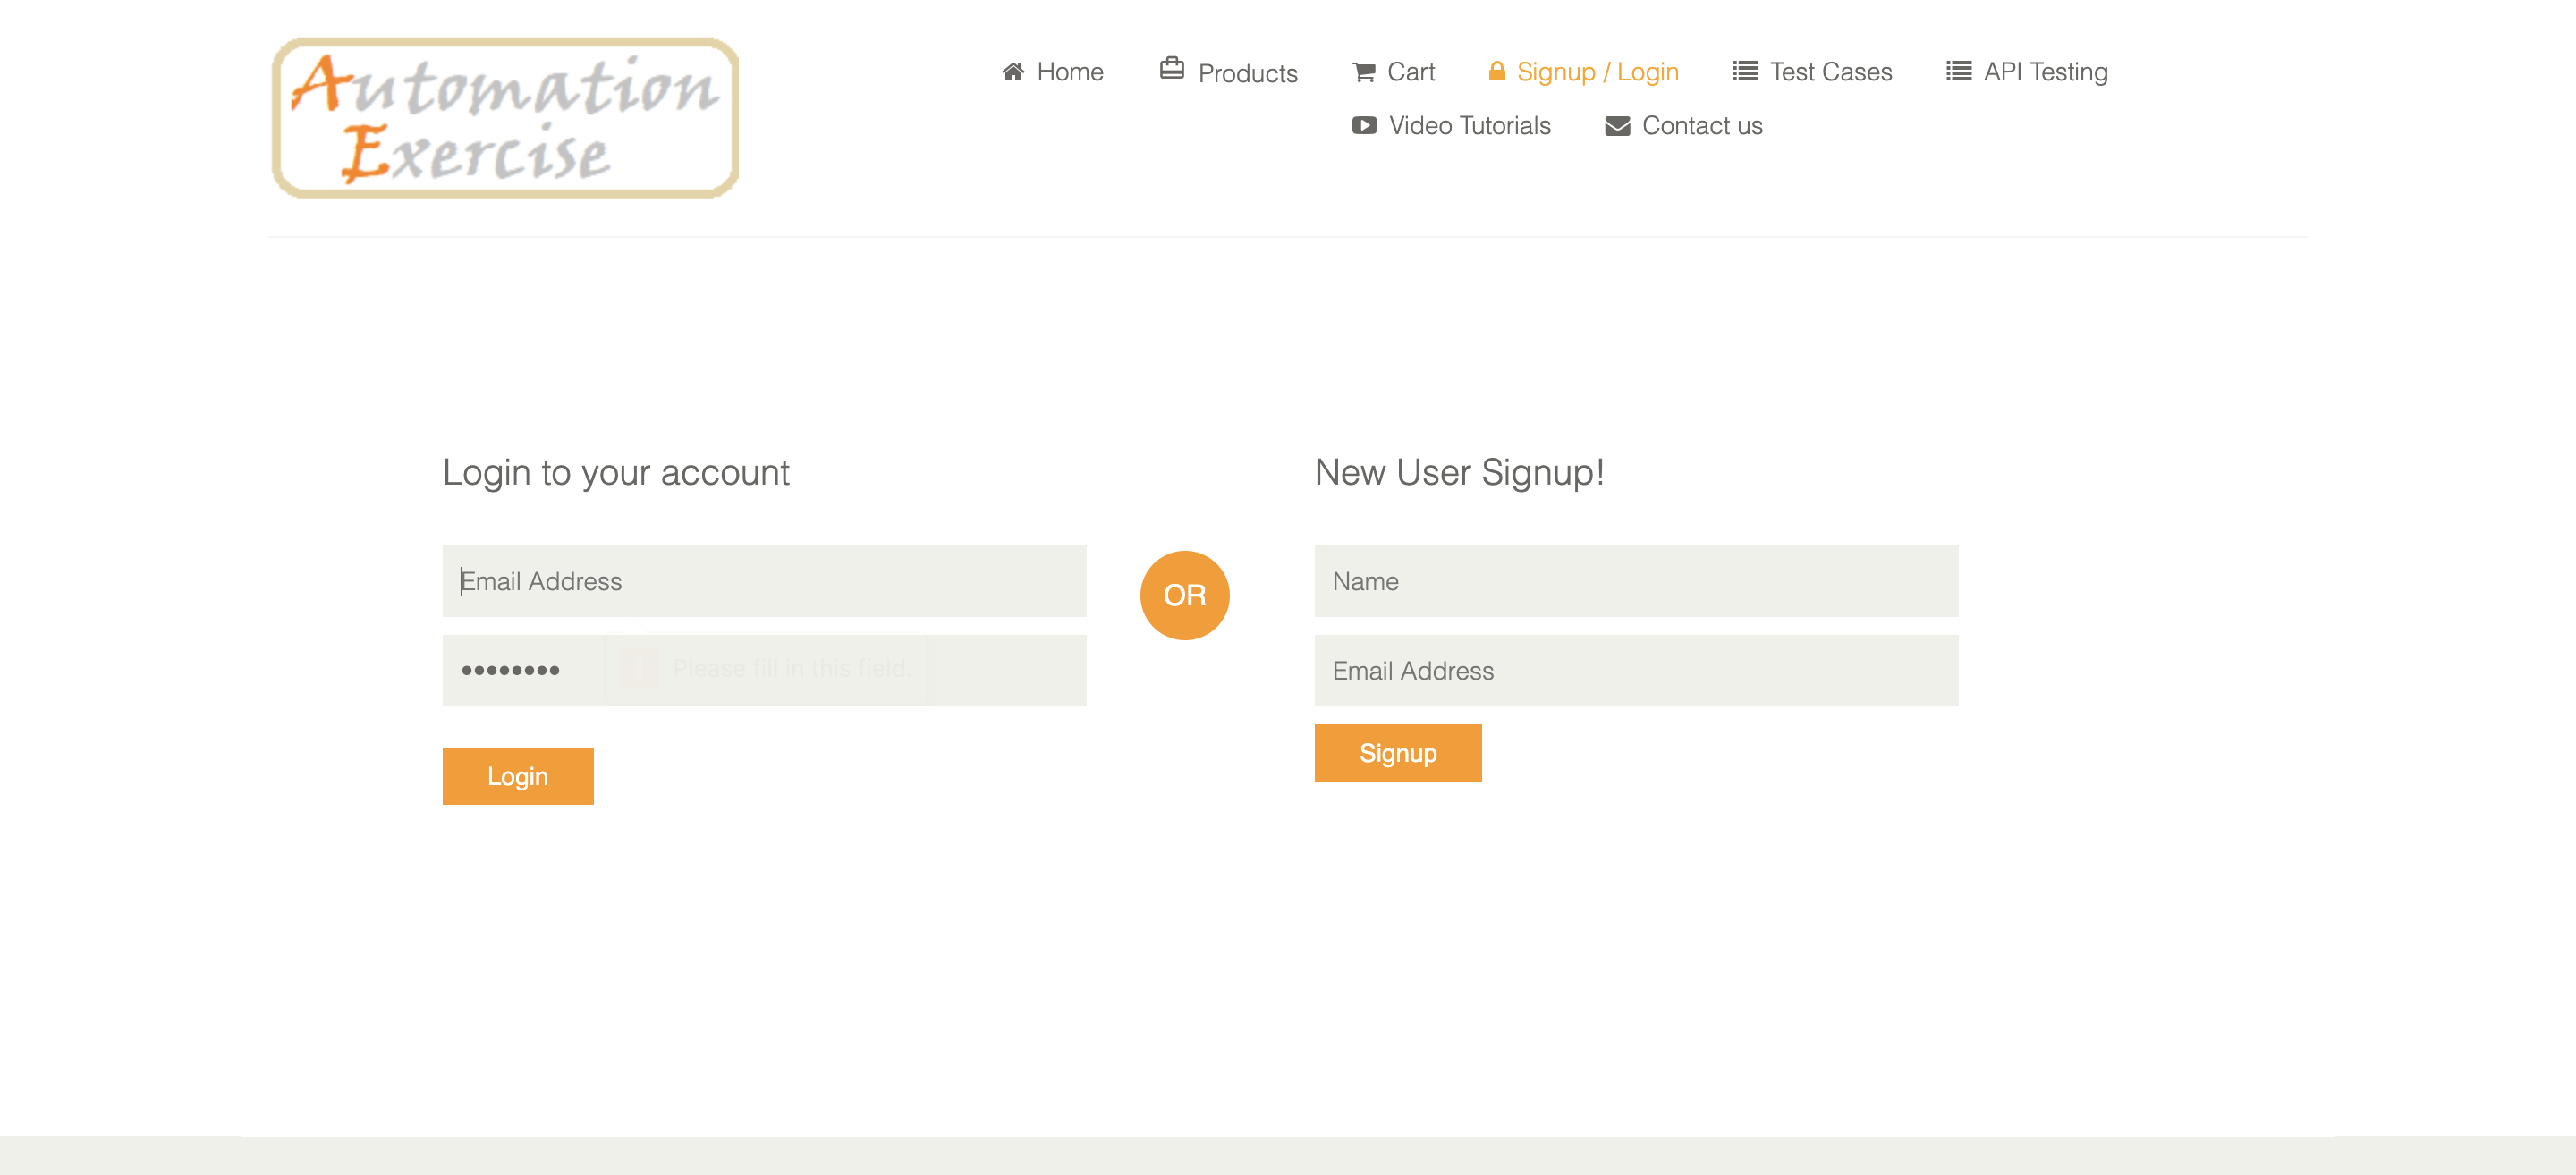 Automation
Exercise
Home Products Cart Signup / Login Test Cases API Testing
Video Tutorials Contact us
Login to your account
Email Address
Please fill in this field.
Login
OR
New User Signup!
Name
Email Address
Signup